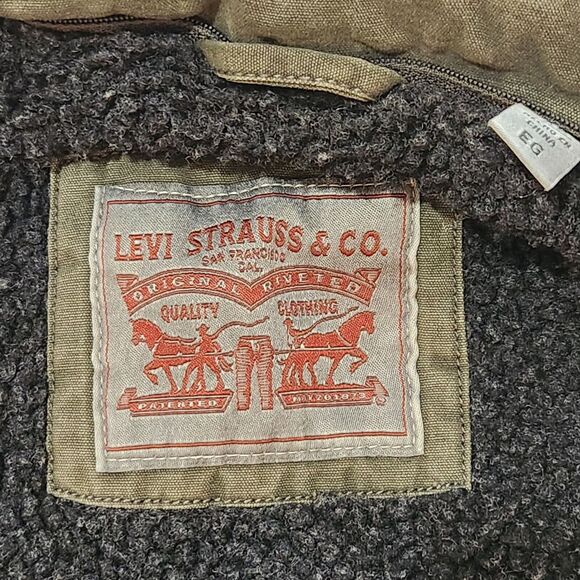 LEVI STRAUSS & CO.
SAN FRANCISCO
CAL.
ORIGINAL RIVETED
QUALITY CLOTHING
PATENTED MAY 20 1873
CHINA
EG